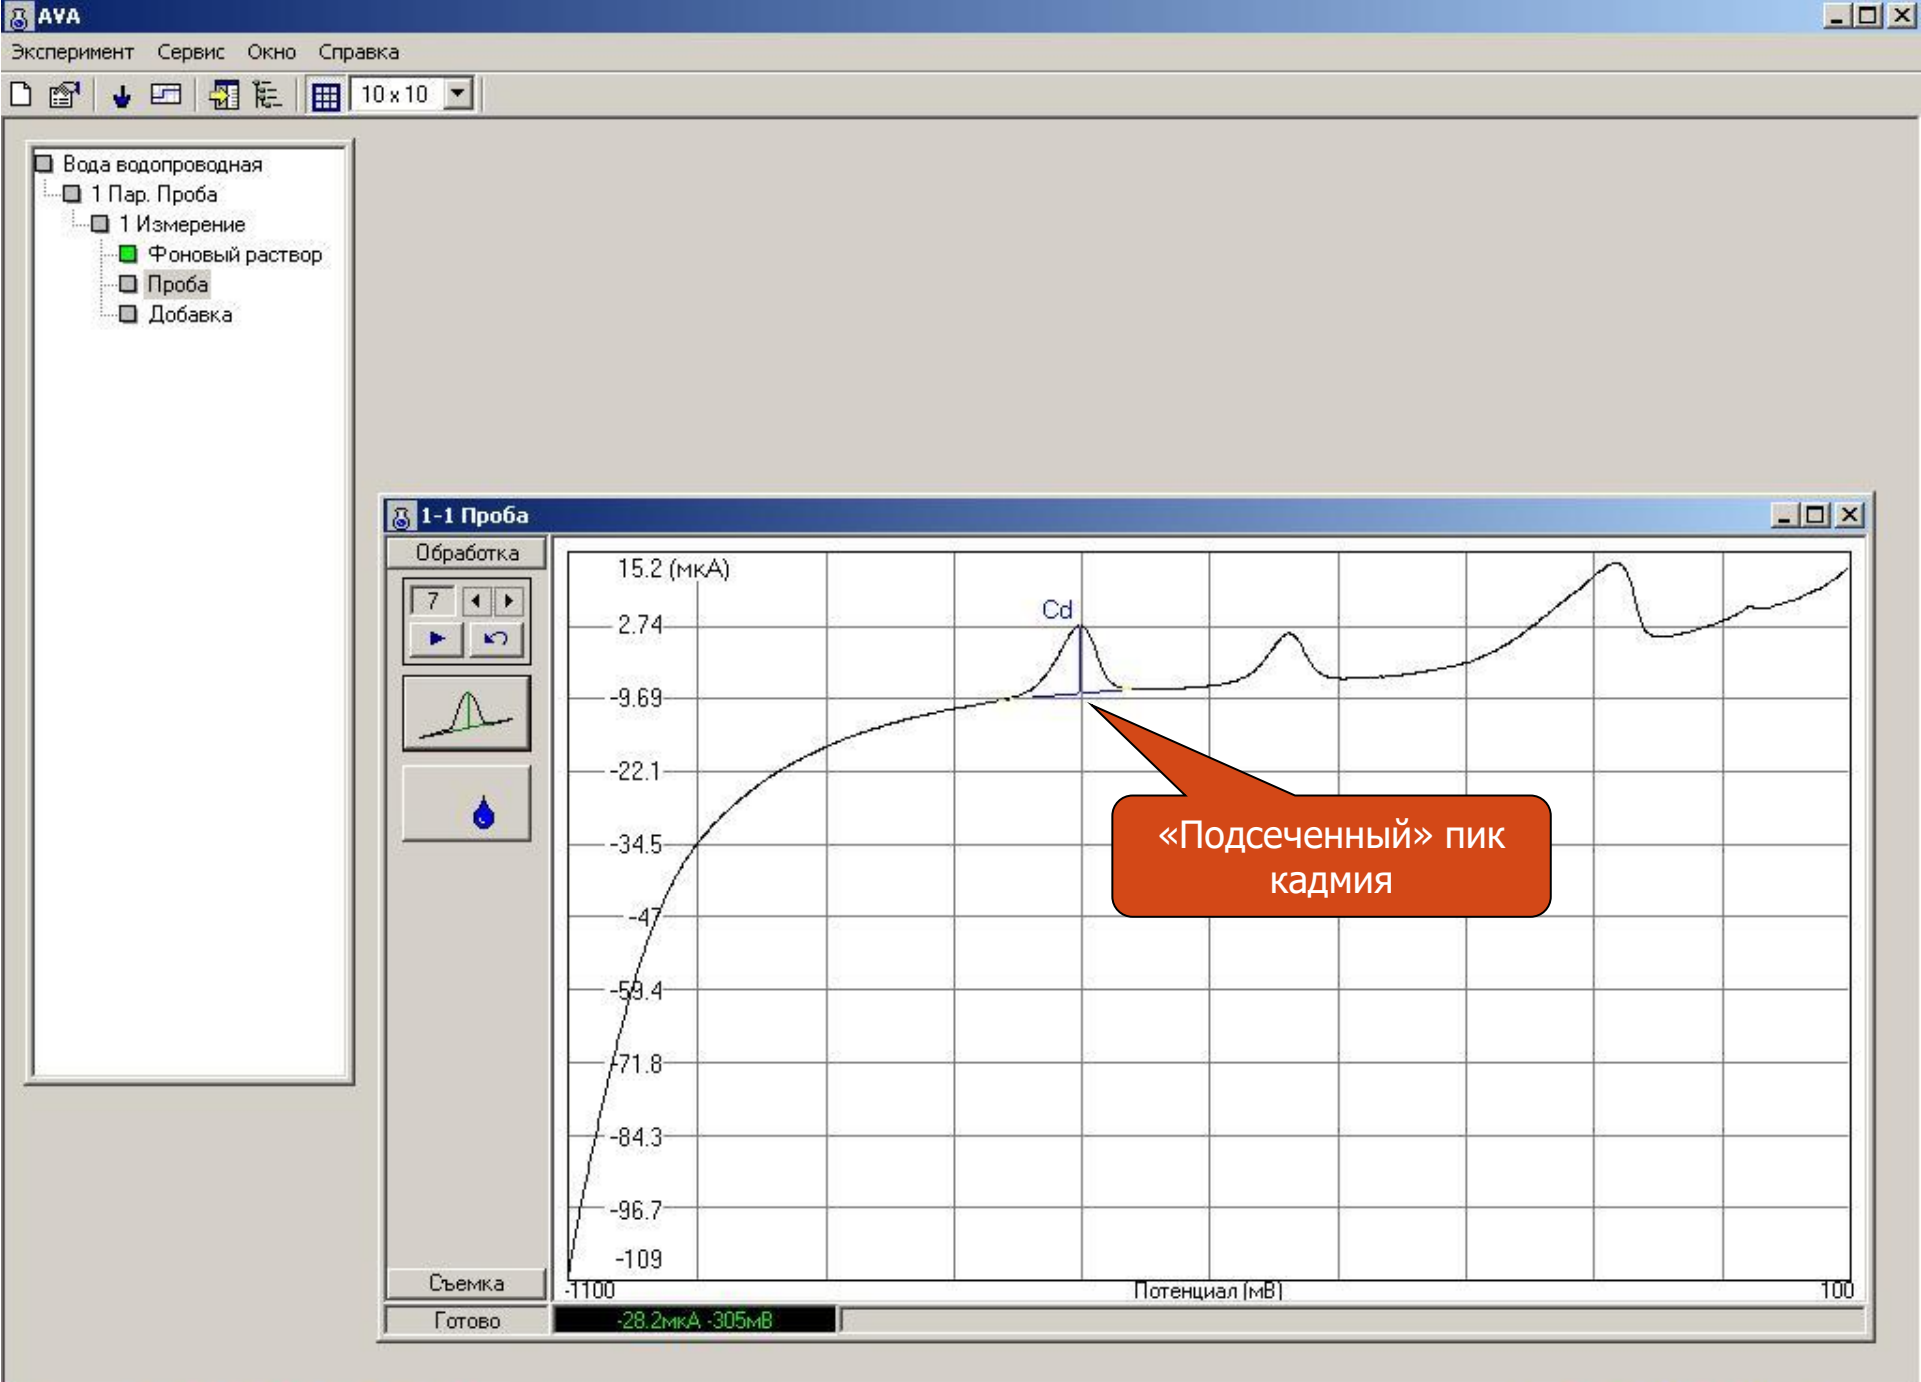 AVA
Эксперимент Сервис Окно Справка
10 x 10
Вода водопроводная
1 Пар. Проба
1 Измерение
Фоновый раствор
Проба
Добавка
1-1 Проба
Обработка
7
15.2 (мкА)
Cd
2.74
-9.69
-22.1
-34.5
-47
-59.4
-71.8
-84.3
-96.7
-109
«Подсеченный» пик
кадмия
Съемка
-1100 Потенциал (мВ) 100
Готово
-28.2мкА -305мВ